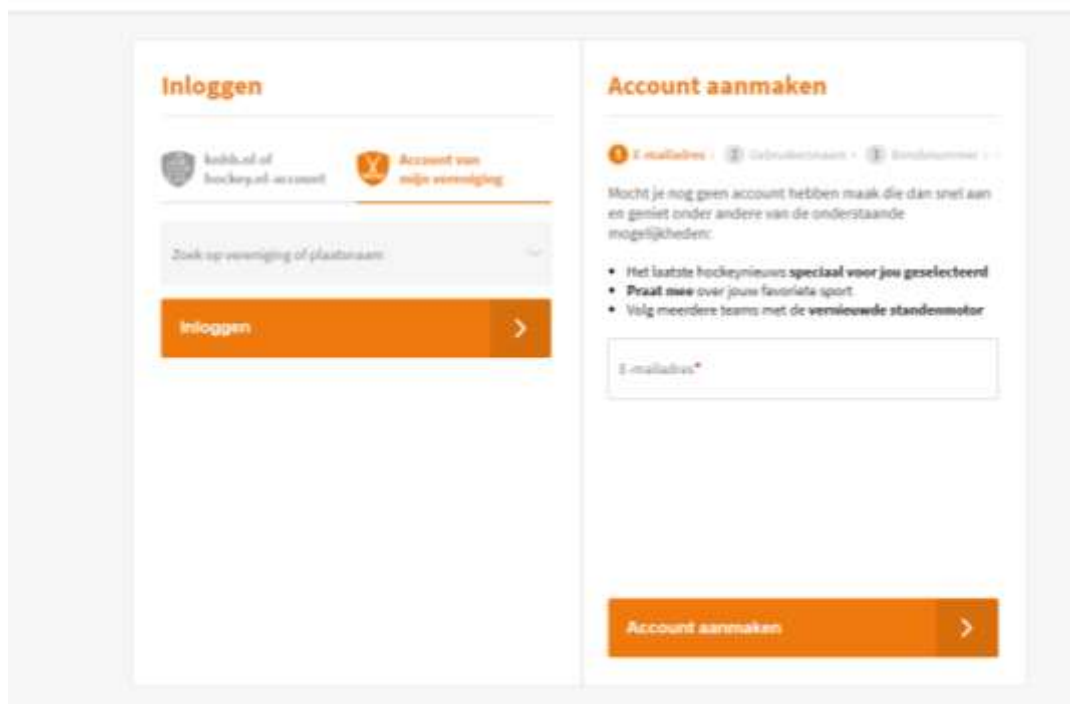 Inloggen
knhb.nl of
hockey.nl-account
Account van
mijn vereniging
Zoek op vereniging of plaatsnaam
Inloggen
Account aanmaken
1 E-mailadres 2 Gebruikersnaam 3 Bondsnummer
Mocht je nog geen account hebben maak die dan snel aan
en geniet onder andere van de onderstaande
mogelijkheden:
• Het laatste hockeynieuws speciaal voor jou geselecteerd
• Praat mee over jouw favoriete sport
• Volg meerdere teams met de vernieuwde standenmotor
E-mailadres*
Account aanmaken